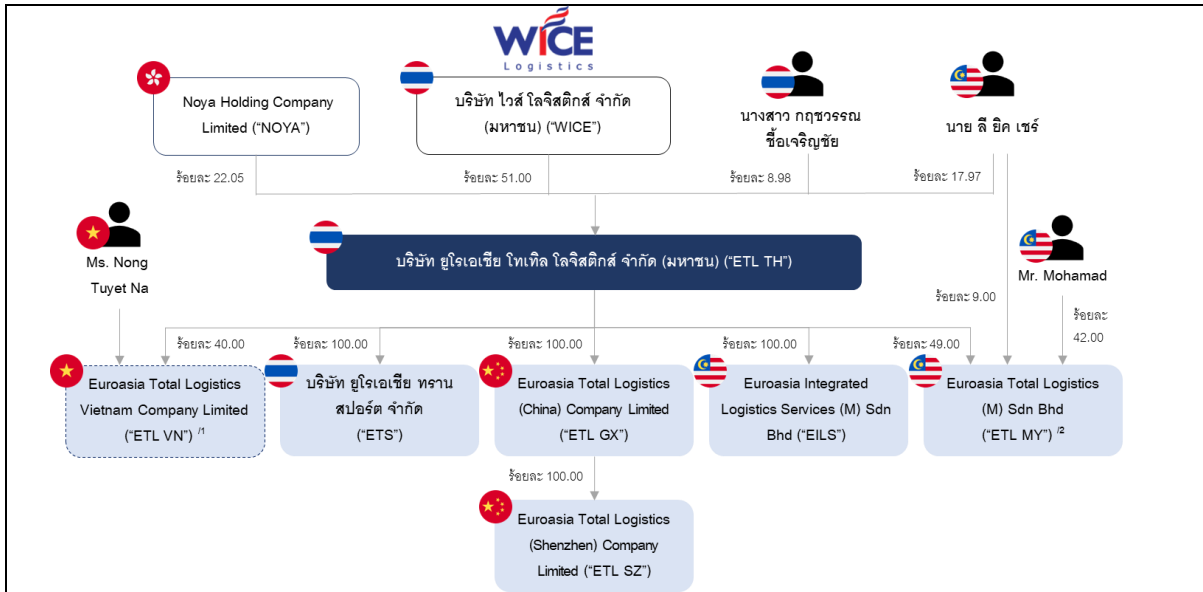 WICE
Logistics
Noya Holding Company
Limited (“NOYA”)
บริษัท ไวส์ โลจิสติกส์ จำกัด
(มหาชน) (“WICE”)
นางสาว กฤชวรรณ
ชื้อเจริญชัย
นาย ลี ยิค เชร์
ร้อยละ 22.05
ร้อยละ 51.00
ร้อยละ 8.98
ร้อยละ 17.97
Ms. Nong
Tuyet Na
บริษัท ยูโรเอเชีย โทเทิล โลจิสติกส์ จำกัด (มหาชน) (“ETL TH”)
Mr. Mohamad
ร้อยละ 9.00
ร้อยละ
42.00
ร้อยละ 40.00
ร้อยละ 100.00
ร้อยละ 100.00
ร้อยละ 100.00
ร้อยละ 49.00
Euroasia Total Logistics
Vietnam Company Limited
(“ETL VN”) /1
บริษัท ยูโรเอเชีย ทราน
สปอร์ต จำกัด
(“ETS”)
Euroasia Total Logistics
(China) Company Limited
(“ETL GX”)
Euroasia Integrated
Logistics Services (M) Sdn
Bhd (“EILS”)
Euroasia Total Logistics
(M) Sdn Bhd
(“ETL MY”) /2
ร้อยละ 100.00
Euroasia Total Logistics
(Shenzhen) Company
Limited (“ETL SZ”)